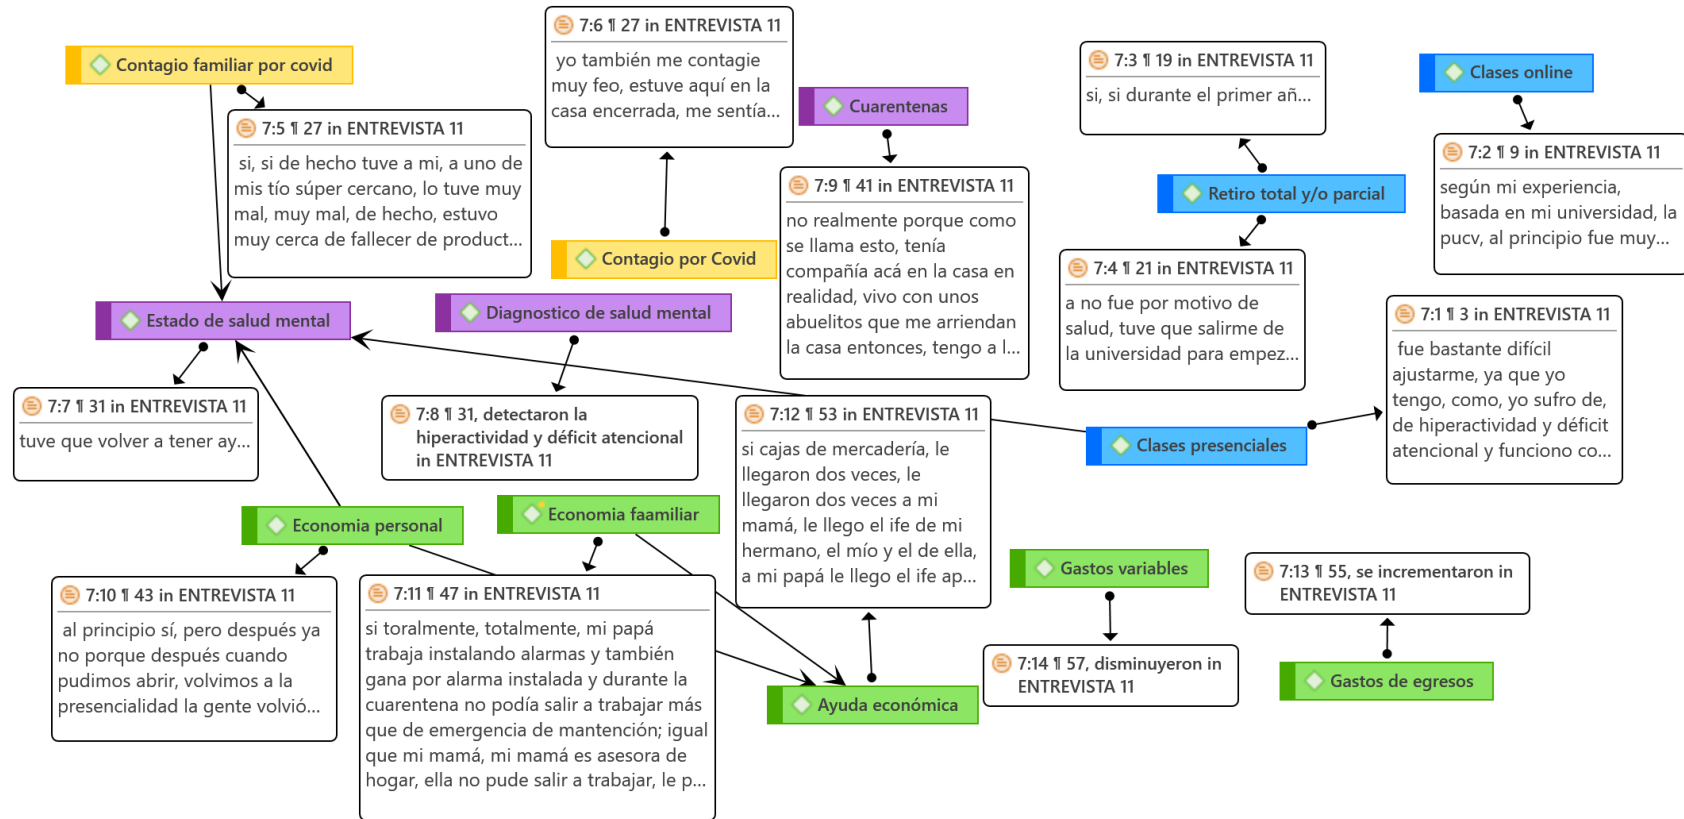 7:6 ¶ 27 in ENTREVISTA 11
yo también me contagie
muy feo, estuve aquí en la
casa encerrada, me sentía...
Contagio familiar por covid
7:5 ¶ 27 in ENTREVISTA 11
si, si de hecho tuve a mi, a uno de
mis tío súper cercano, lo tuve muy
mal, muy mal, de hecho, estuvo
muy cerca de fallecer de product...
Cuarentenas
7:9 ¶ 41 in ENTREVISTA 11
no realmente porque como
se llama esto, tenía
compañía acá en la casa en
realidad, vivo con unos
abuelitos que me arriendan
la casa entonces, tengo a l...
7:3 ¶ 19 in ENTREVISTA 11
si, si durante el primer añ...
Clases online
7:2 ¶ 9 in ENTREVISTA 11
según mi experiencia,
basada en mi universidad, la
pucv, al principio fue muy...
Retiro total y/o parcial
7:4 ¶ 21 in ENTREVISTA 11
a no fue por motivo de
salud, tuve que salirme de
la universidad para empez...
Contagio por Covid
Estado de salud mental
Diagnostico de salud mental
7:1 ¶ 3 in ENTREVISTA 11
fue bastante difícil
ajustarme, ya que yo
tengo, como, yo sufro de,
de hiperactividad y déficit
atencional y funciono co...
7:7 ¶ 31 in ENTREVISTA 11
tuve que volver a tener ay...
7:8 ¶ 31, detectaron la
hiperactividad y déficit atencional
in ENTREVISTA 11
7:12 ¶ 53 in ENTREVISTA 11
si cajas de mercadería, le
llegaron dos veces, le
llegaron dos veces a mi
mamá, le llego el ife de mi
hermano, el mío y el de ella,
a mi papá le llego el ife ap...
Clases presenciales
Economia personal
Economia faamiliar
7:10 ¶ 43 in ENTREVISTA 11
al principio sí, pero después ya
no porque después cuando
pudimos abrir, volvimos a la
presencialidad la gente volvió...
7:11 ¶ 47 in ENTREVISTA 11
si toralmente, totalmente, mi papá
trabaja instalando alarmas y también
gana por alarma instalada y durante la
cuarentena no podía salir a trabajar más
que de emergencia de mantención; igual
que mi mamá, mi mamá es asesora de
hogar, ella no pude salir a trabajar, le p...
Gastos variables
7:13 ¶ 55, se incrementaron in
ENTREVISTA 11
7:14 ¶ 57, disminuyeron in
ENTREVISTA 11
Gastos de egresos
Ayuda económica